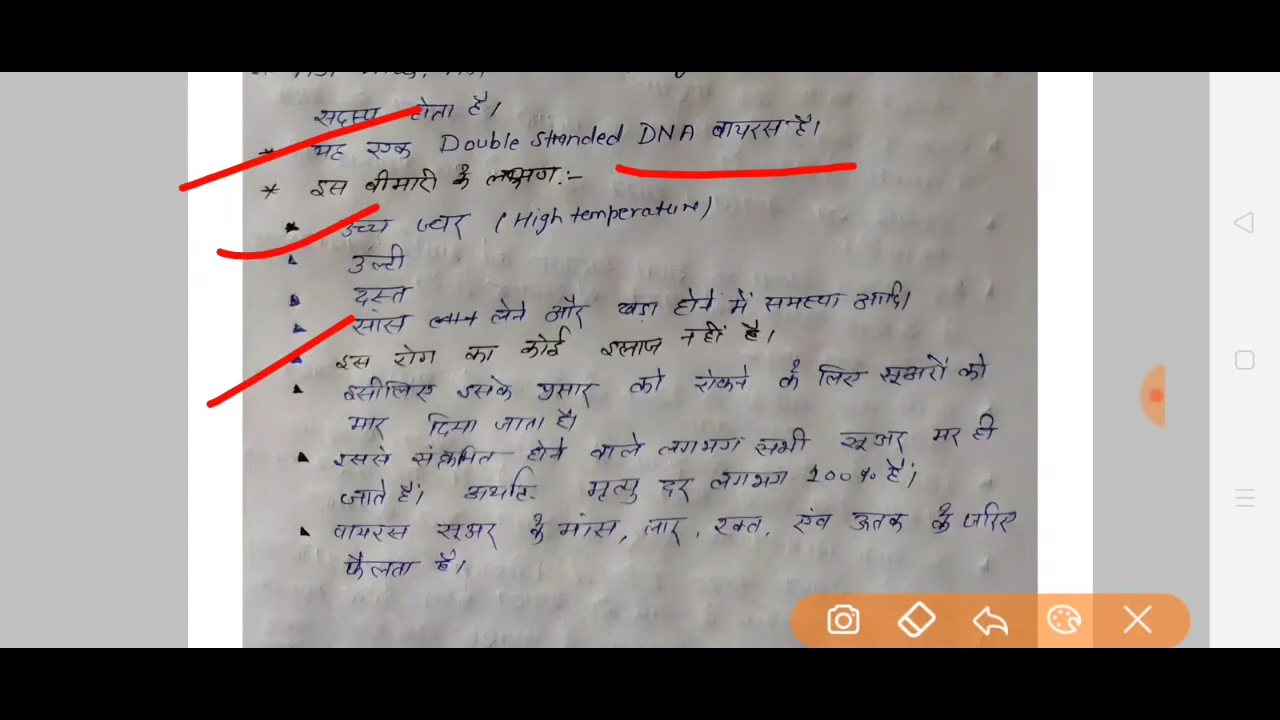 सदस्य होता है।
* यह एक Double Stranded DNA वायरस है।
* इस बीमारी के लक्षण:-
उच्च ज्वर (High temperature)
उल्टी
दस्त
सांस लेने और खड़ा होने में समस्या आदि।
इस रोग का कोई इलाज नहीं है।
इसीलिए इसके प्रसार को रोकने के लिए सूअरों को
मार दिया जाता है।
इससे संक्रमित होने वाले लगभग सभी सूअर मर ही
जाते हैं। अर्थात मृत्यु दर लगभग 100% है।
वायरस सूअर के मांस, लार, रक्त, एंव ऊतक के जरिए
फैलता है।